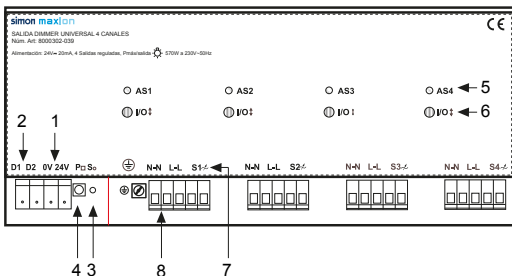 simon maxlon
CE
SALIDA DIMMER UNIVERSAL 4 CANALES
Núm. Art: 8000302-039
Alimentación: 24V⎓ 20mA, 4 Salidas reguladas, Pmàs/salida 570W a 230V~50Hz
AS1 AS2 AS3 AS4 5
I/O↕ I/O↕ I/O↕ I/O↕ 6
2 1
D1 D2 0V 24V P□ S○ N-N L-L S1 N-N L-L S2 N-N L-L S3 N-N L-L S4
4 3 8 7